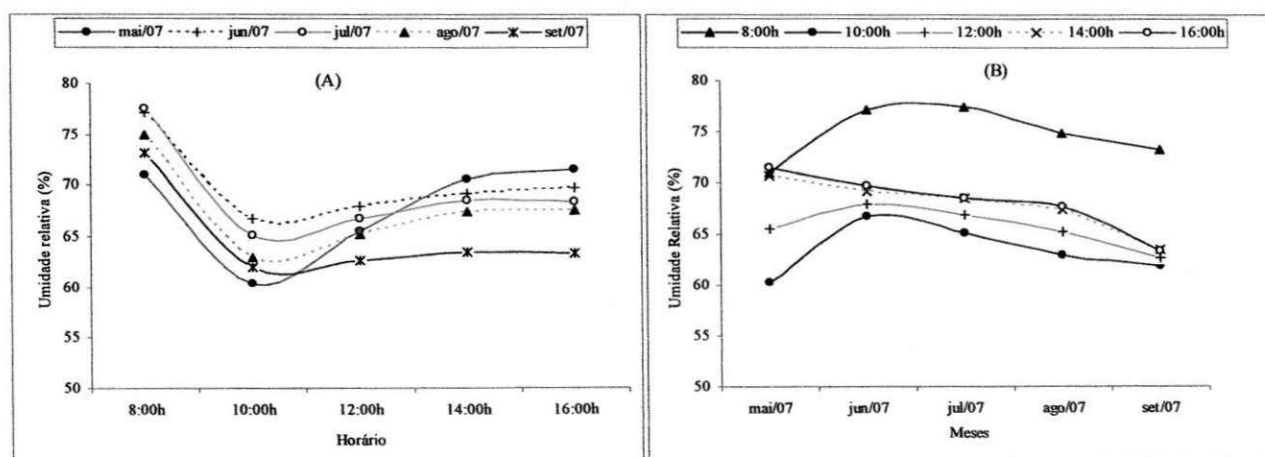 mai/07 jun/07 jul/07 ago/07 set/07
(A)
Umidade relativa (%)
80
75
70
65
60
55
50
8:00h 10:00h 12:00h 14:00h 16:00h
Horário
8:00h 10:00h 12:00h 14:00h 16:00h
(B)
Umidade Relativa (%)
80
75
70
65
60
55
50
mai/07 jun/07 jul/07 ago/07 set/07
Meses